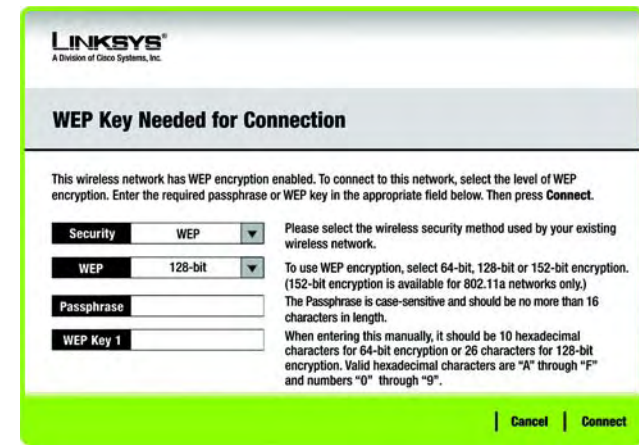 LINKSYS®
A Division of Cisco Systems, Inc.
WEP Key Needed for Connection
This wireless network has WEP encryption enabled. To connect to this network, select the level of WEP
encryption. Enter the required passphrase or WEP key in the appropriate field below. Then press Connect.
Security WEP
Please select the wireless security method used by your existing
wireless network.
WEP 128-bit
To use WEP encryption, select 64-bit, 128-bit or 152-bit encryption.
(152-bit encryption is available for 802.11a networks only.)
Passphrase
The Passphrase is case-sensitive and should be no more than 16
characters in length.
WEP Key 1
When entering this manually, it should be 10 hexadecimal
characters for 64-bit encryption or 26 characters for 128-bit
encryption. Valid hexadecimal characters are “A” through “F”
and numbers “0” through “9”.
Cancel | Connect